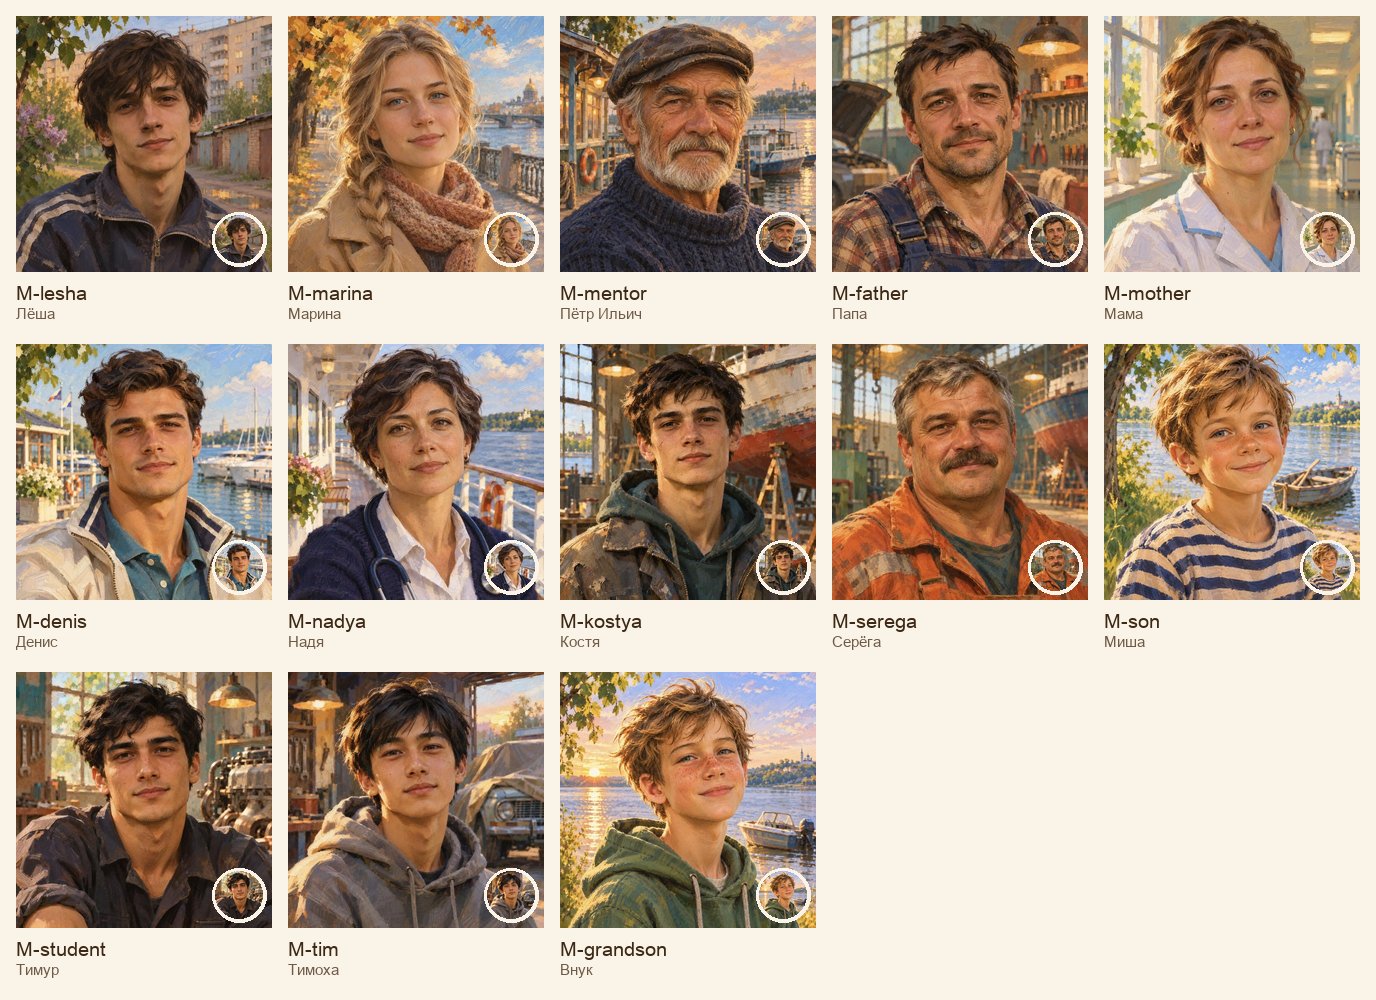 M-lesha
Лёша
M-marina
Марина
M-mentor
Пётр Ильич
M-father
Папа
M-mother
Мама
M-denis
Денис
M-nadya
Надя
M-kostya
Костя
M-serega
Серёга
M-son
Миша
M-student
Тимур
M-tim
Тимоха
M-grandson
Внук